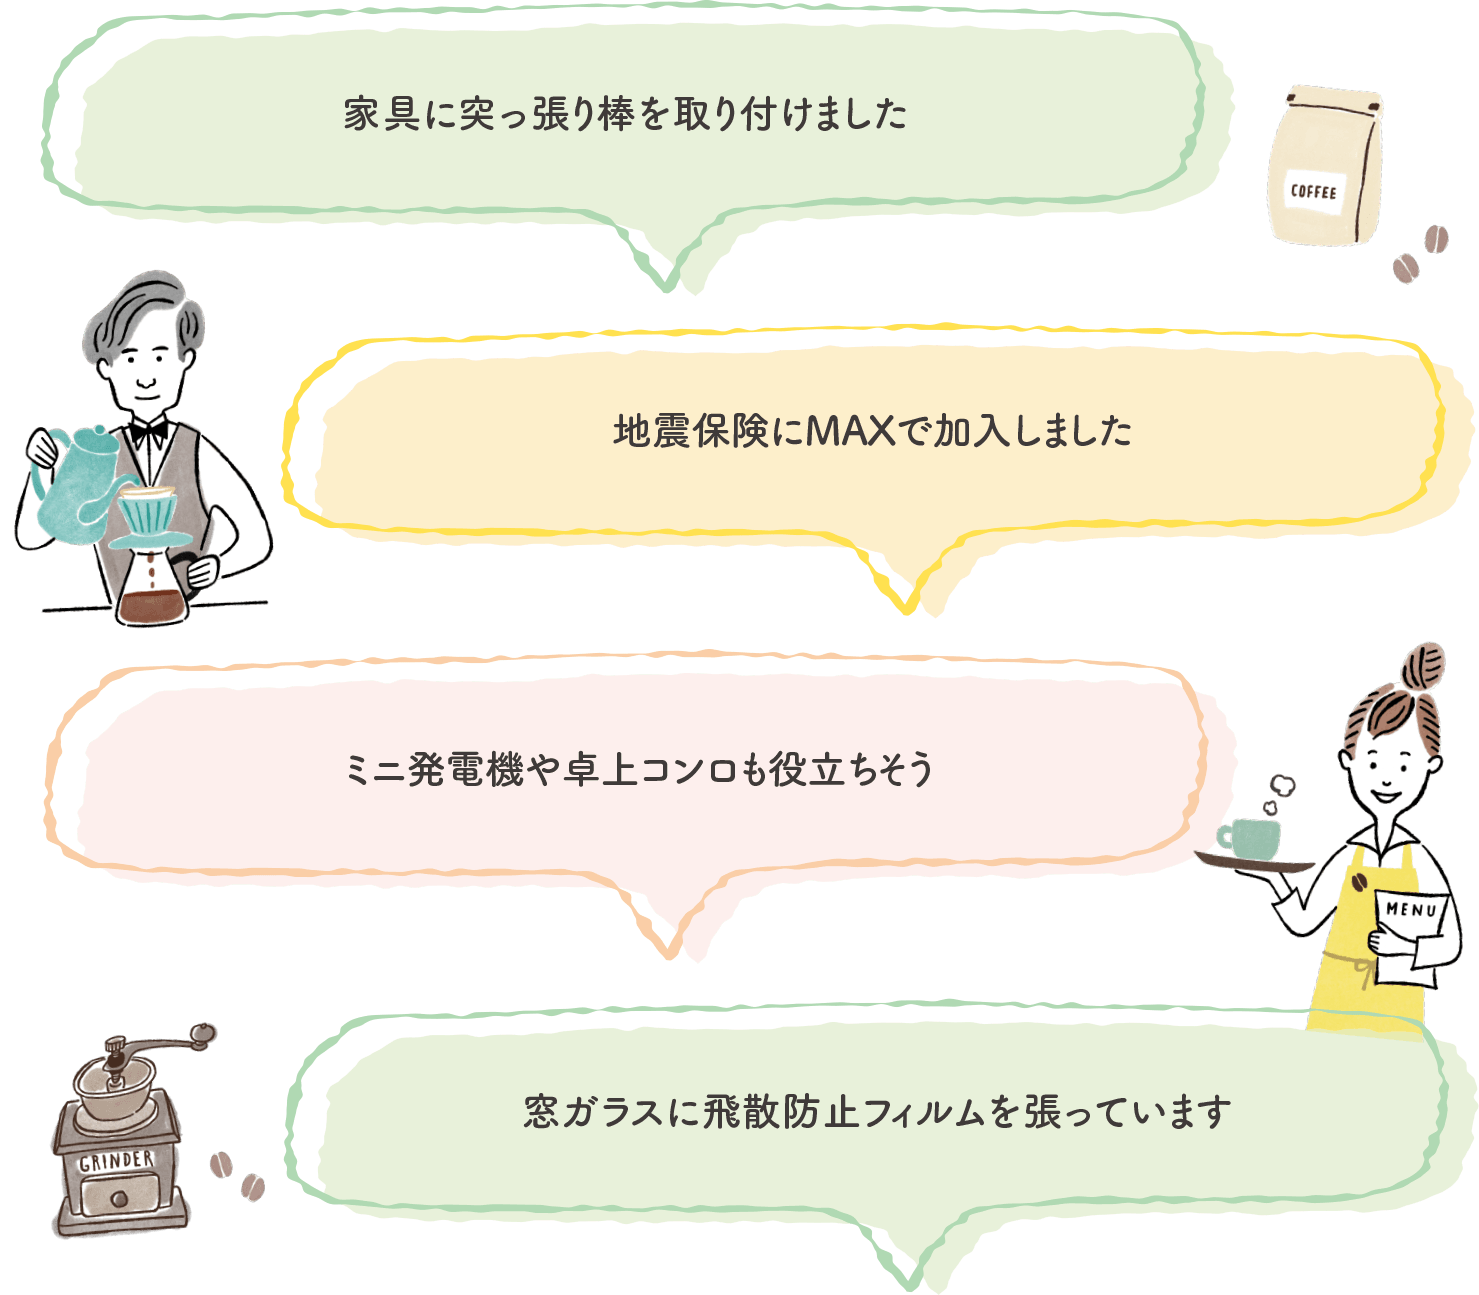 家具に突っ張り棒を取り付けました
COFFEE
地震保険にMAXで加入しました
ミニ発電機や卓上コンロも役立ちそう
MENU
窓ガラスに飛散防止フィルムを張っています
GRINDER